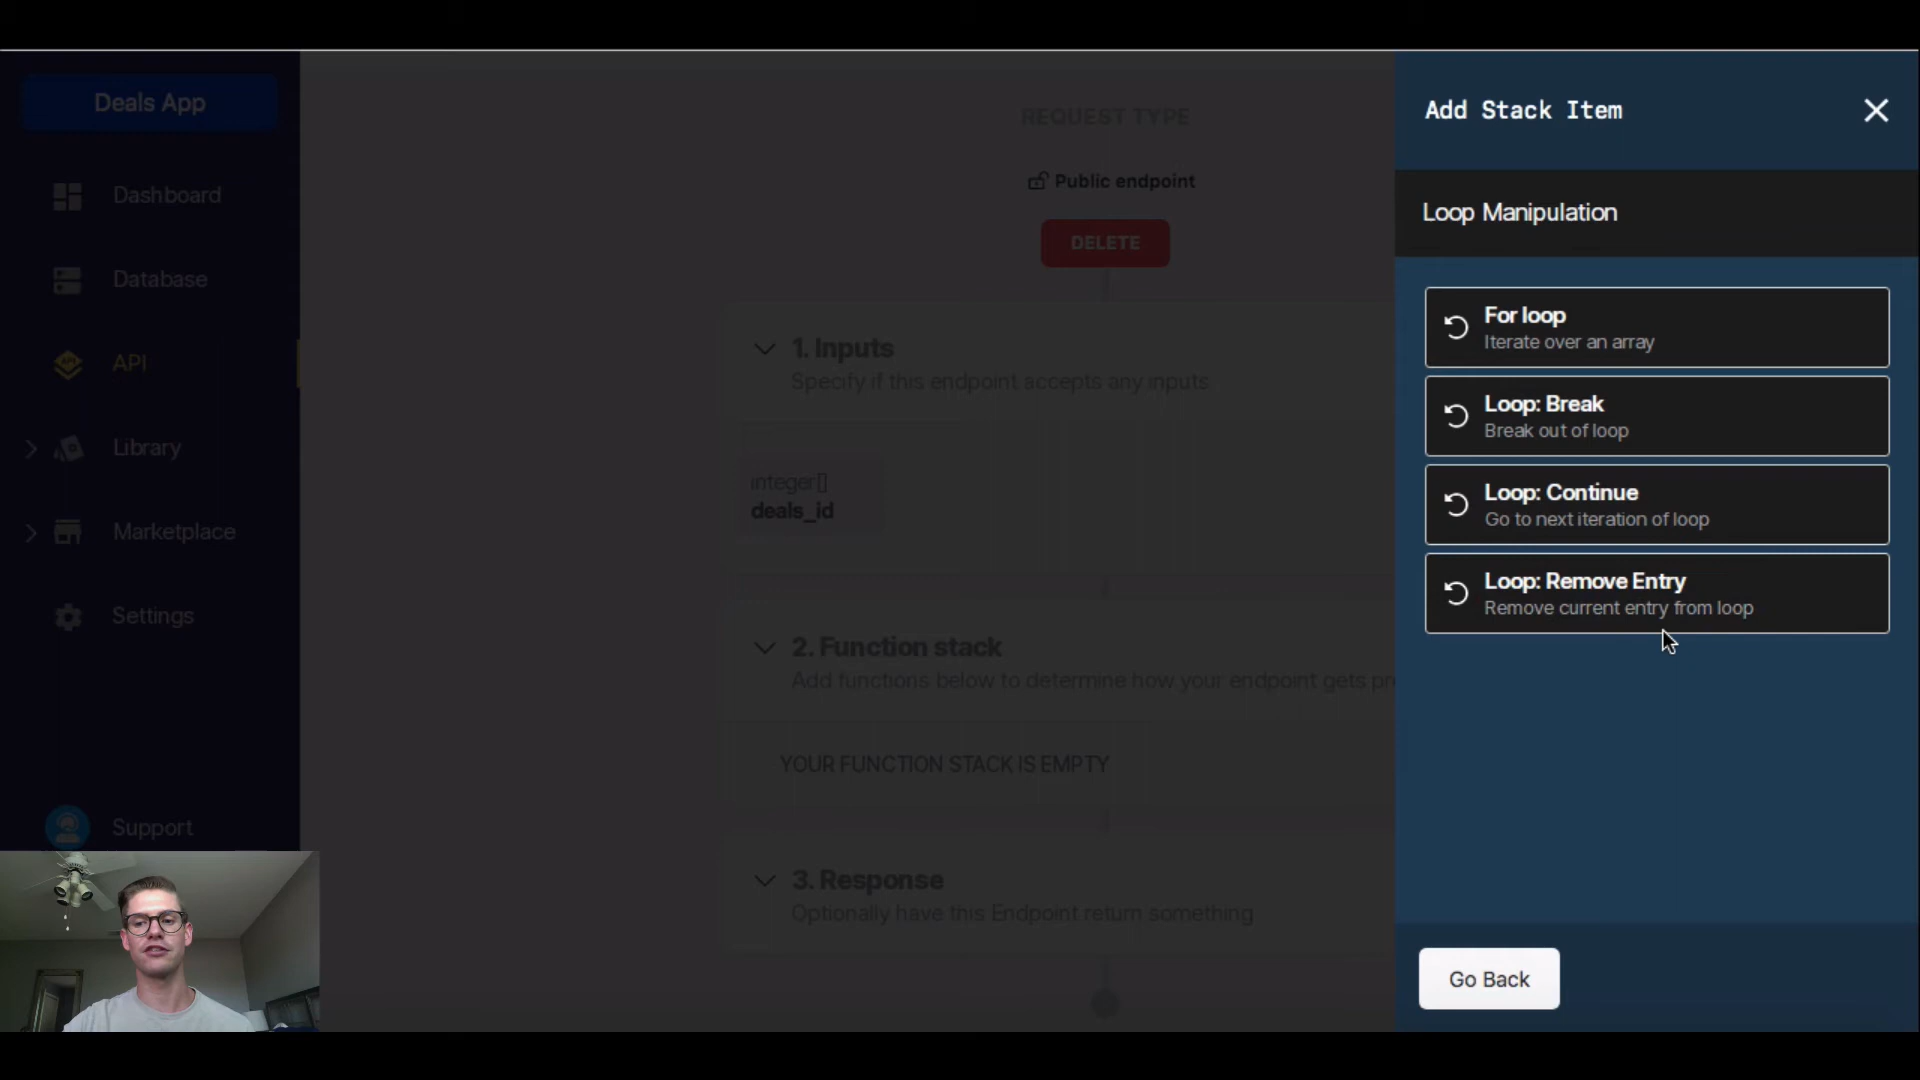 Deals App
Dashboard
Database
API
Library
Marketplace
Settings
Support
REQUEST TYPE
Public endpoint
DELETE
1. Inputs
Specify if this endpoint accepts any inputs
integer[]
deals_id
2. Function stack
Add functions below to determine how your endpoint gets pr
YOUR FUNCTION STACK IS EMPTY
3. Response
Optionally have this Endpoint return something
Add Stack Item
Loop Manipulation
For loop
Iterate over an array
Loop: Break
Break out of loop
Loop: Continue
Go to next iteration of loop
Loop: Remove Entry
Remove current entry from loop
Go Back